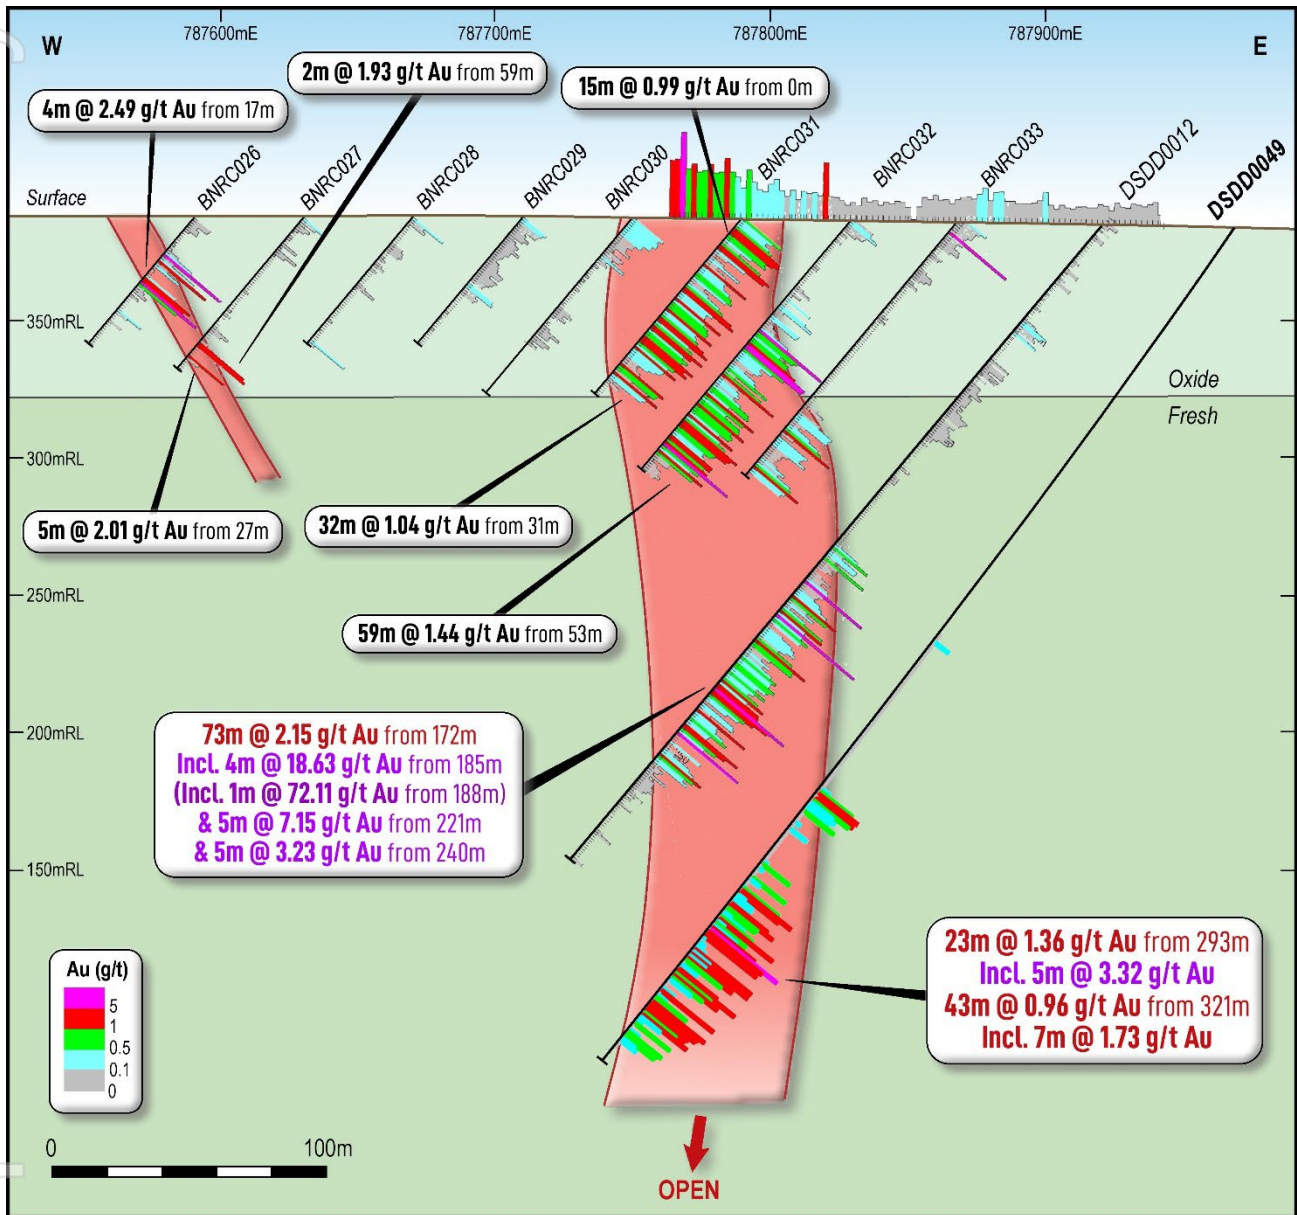 787600mE
787700mE
787800mE
787900mE
W
E
2m @ 1.93 g/t Au from 59m
4m @ 2.49 g/t Au from 17m
15m @ 0.99 g/t Au from 0m
Surface
BNRC026
BNRC027
BNRC028
BNRC029
BNRC030
BNRC031
BNRC032
BNRC033
DSDD0012
DSDD0049
350mRL
Oxide
Fresh
300mRL
5m @ 2.01 g/t Au from 27m
32m @ 1.04 g/t Au from 31m
250mRL
59m @ 1.44 g/t Au from 53m
200mRL
73m @ 2.15 g/t Au from 172m
Incl. 4m @ 18.63 g/t Au from 185m
(Incl. 1m @ 72.11 g/t Au from 188m)
& 5m @ 7.15 g/t Au from 221m
& 5m @ 3.23 g/t Au from 240m
150mRL
23m @ 1.36 g/t Au from 293m
Incl. 5m @ 3.32 g/t Au
43m @ 0.96 g/t Au from 321m
Incl. 7m @ 1.73 g/t Au
Au (g/t)
5
1
0.5
0.1
0
0
100m
OPEN